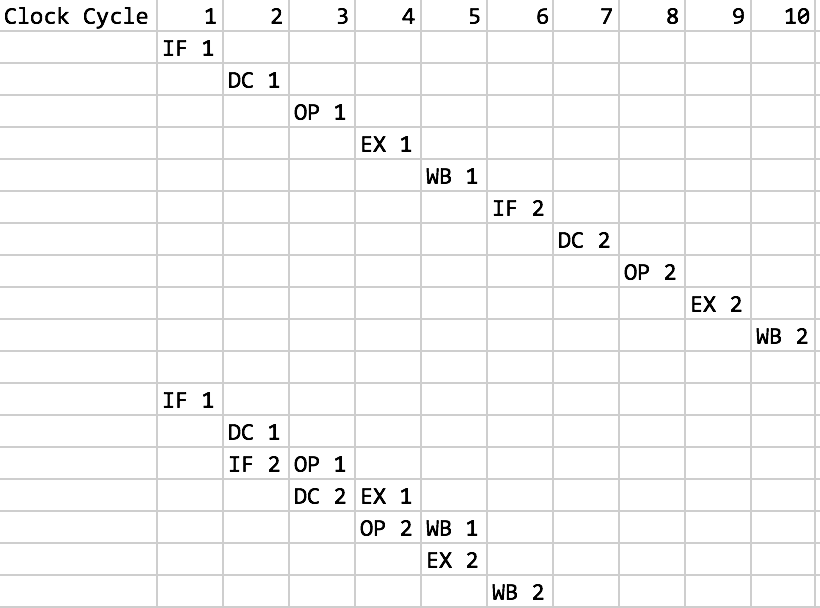 Clock Cycle 1 2 3 4 5 6 7 8 9 10
IF 1
DC 1
OP 1
EX 1
WB 1
IF 2
DC 2
OP 2
EX 2
WB 2
IF 1
DC 1
IF 2 OP 1
DC 2 EX 1
OP 2 WB 1
EX 2
WB 2